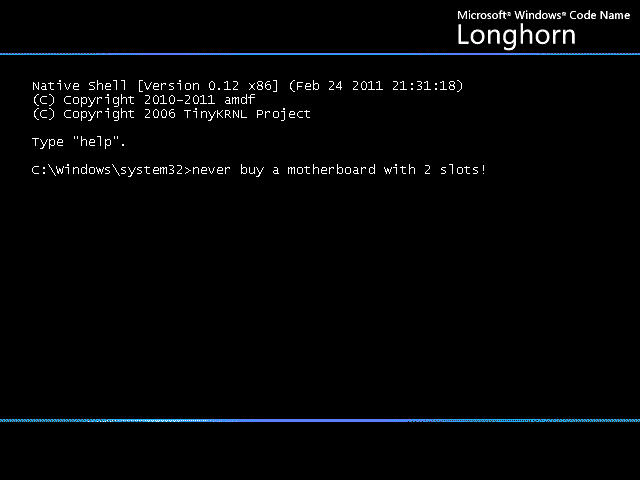 Microsoft® Windows® Code Name
Longhorn
Native Shell [Version 0.12 x86] (Feb 24 2011 21:31:18)
(C) Copyright 2010-2011 amdf
(C) Copyright 2006 TinyKRNL Project
Type "help".
C:\Windows\system32>never buy a motherboard with 2 slots!